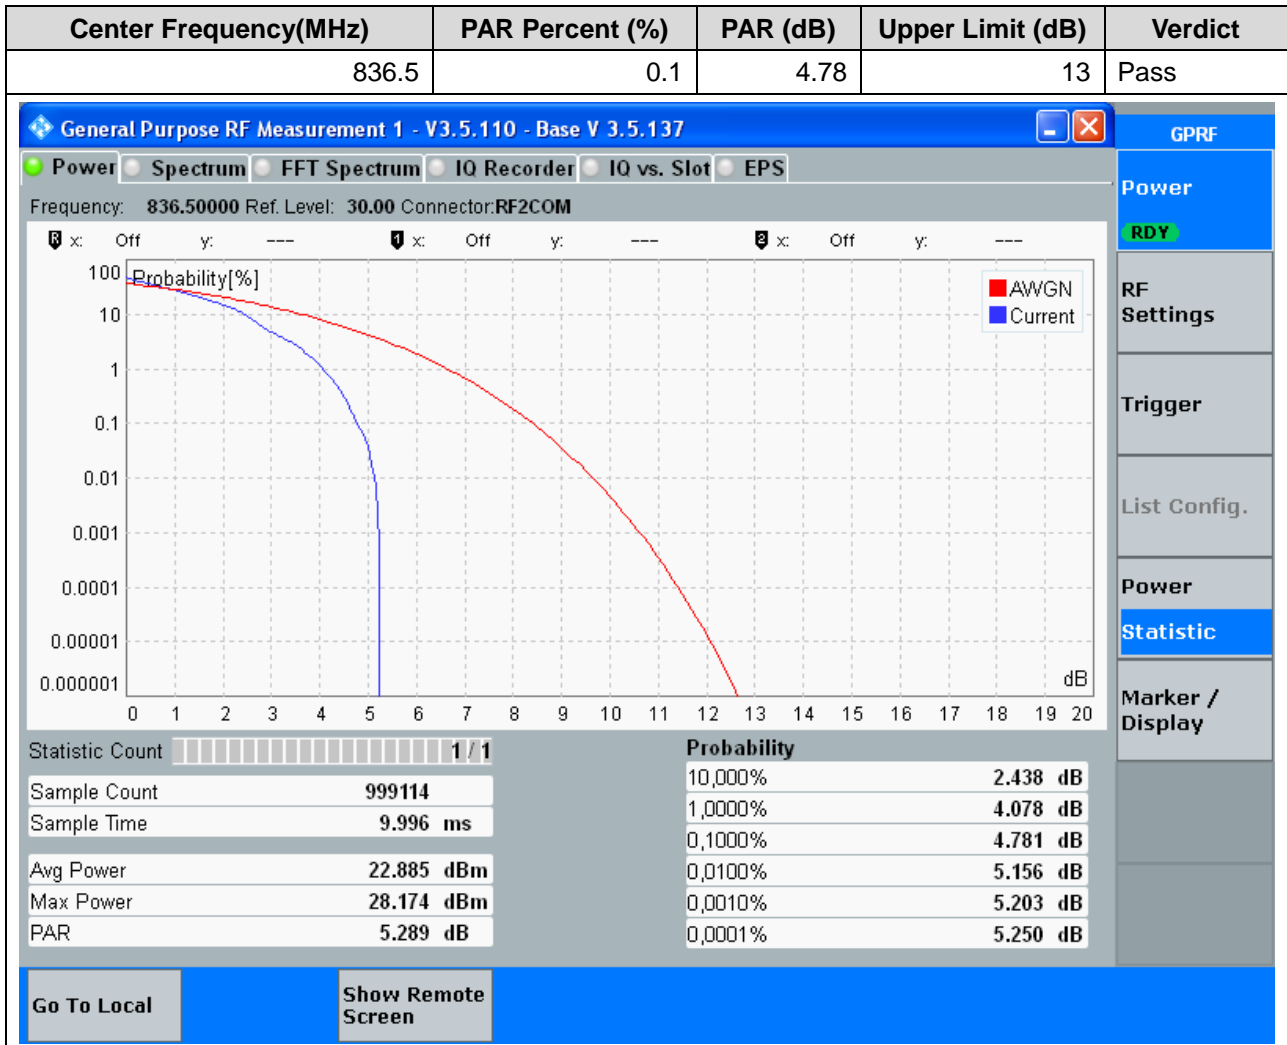 Center Frequency(MHz) PAR Percent (%) PAR (dB) Upper Limit (dB) Verdict
836.5 0.1 4.78 13 Pass
General Purpose RF Measurement 1 - V3.5.110 - Base V 3.5.137
GPRF
Power Spectrum FFT Spectrum IQ Recorder IQ vs. Slot EPS
Frequency: 836.50000 Ref. Level: 30.00 Connector:RF2COM
R x: Off y: --- 1 x: Off y: --- 2 x: Off y: ---
Probability[%]
100
10
1
0.1
0.01
0.001
0.0001
0.00001
0.000001
AWGN
Current
dB
0 1 2 3 4 5 6 7 8 9 10 11 12 13 14 15 16 17 18 19 20
Statistic Count 1 / 1
Sample Count 999114
Sample Time 9.996 ms
Avg Power 22.885 dBm
Max Power 28.174 dBm
PAR 5.289 dB
Probability
10,000% 2.438 dB
1,0000% 4.078 dB
0,1000% 4.781 dB
0,0100% 5.156 dB
0,0010% 5.203 dB
0,0001% 5.250 dB
Power
RDY
RF
Settings
Trigger
List Config.
Power
Statistic
Marker /
Display
Go To Local
Show Remote
Screen